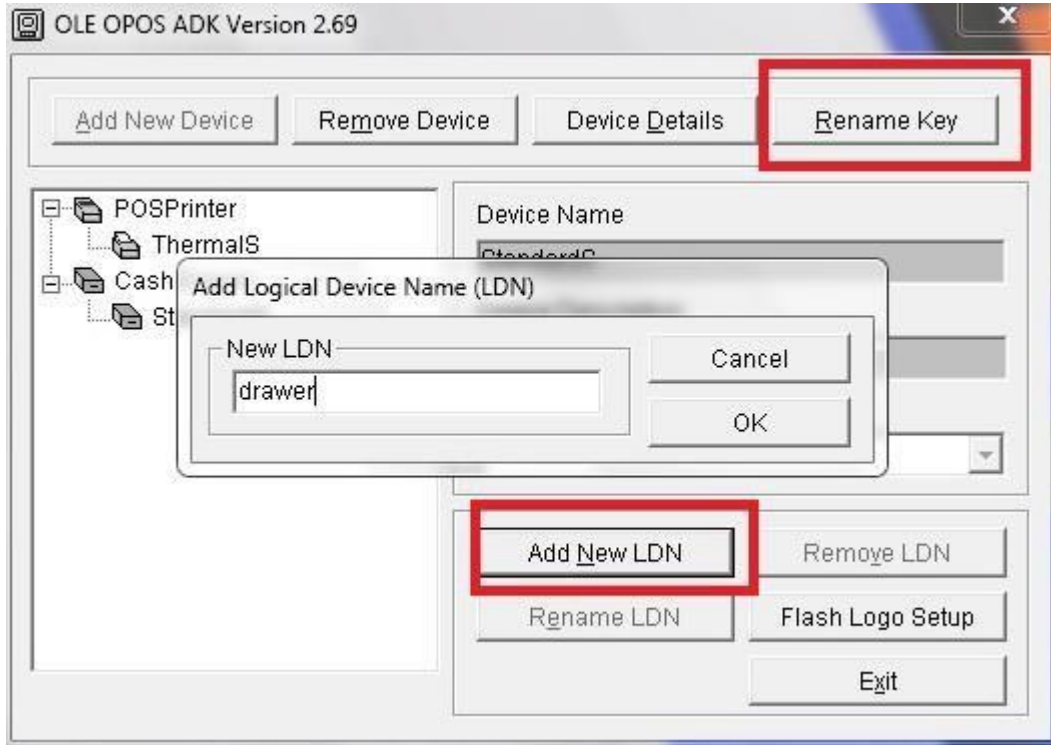 OLE OPOS ADK Version 2.69
X
Add New Device Remove Device Device Details Rename Key
POSPrinter
ThermalS
Cash
St
Device Name
StandardS
Add Logical Device Name (LDN)
New LDN
drawer
Cancel
OK
Add New LDN Remove LDN
Rename LDN Flash Logo Setup
Exit